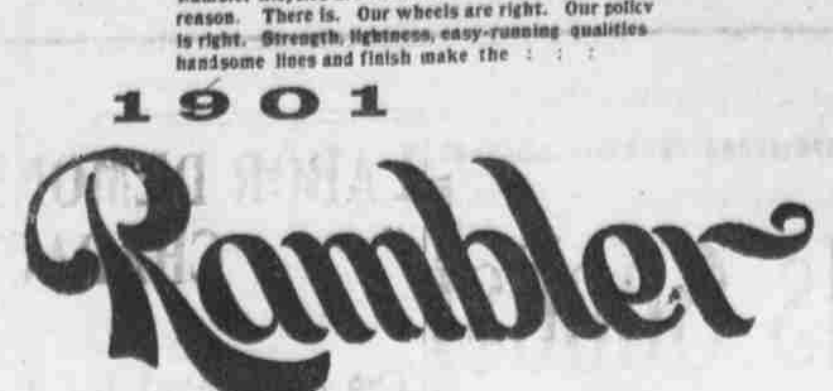 reason. There is. Our wheels are right. Our policy
is right. Strength, lightness, easy-running qualities
handsome lines and finish make the : : :
1901
Rambler